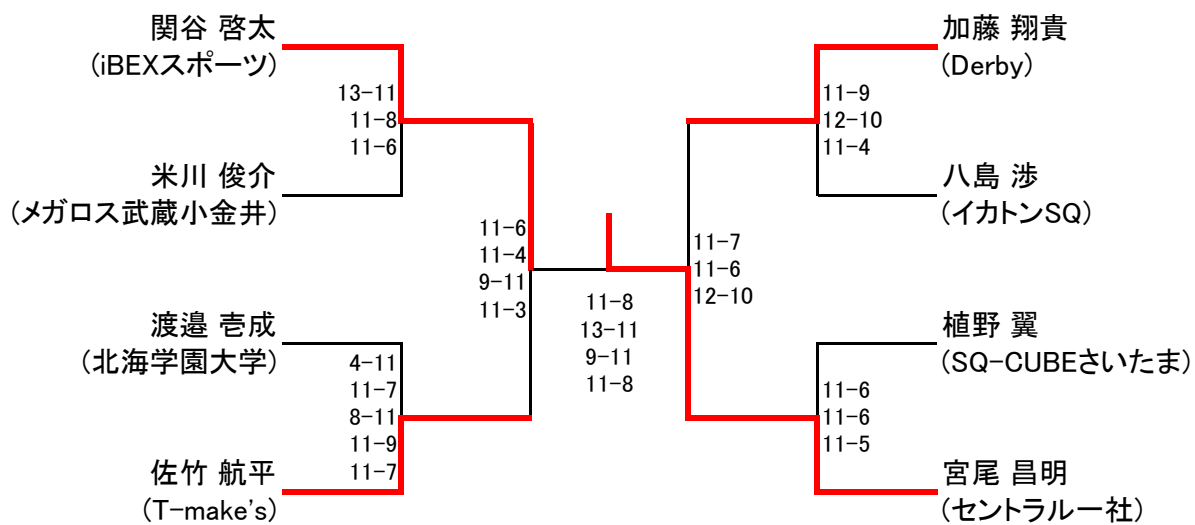 関谷 啓太
(iBEXスポーツ)
13-11
11-8
11-6
米川 俊介
(メガロス武蔵小金井)
11-6
11-4
9-11
11-3
渡邉 壱成
(北海学園大学)
4-11
11-7
8-11
11-9
11-7
佐竹 航平
(T-make's)
11-8
13-11
9-11
11-8
加藤 翔貴
(Derby)
11-9
12-10
11-4
八島 渉
(イカトンSQ)
11-7
11-6
12-10
植野 翼
(SQ-CUBEさいたま)
11-6
11-6
11-5
宮尾 昌明
(セントラル一社)